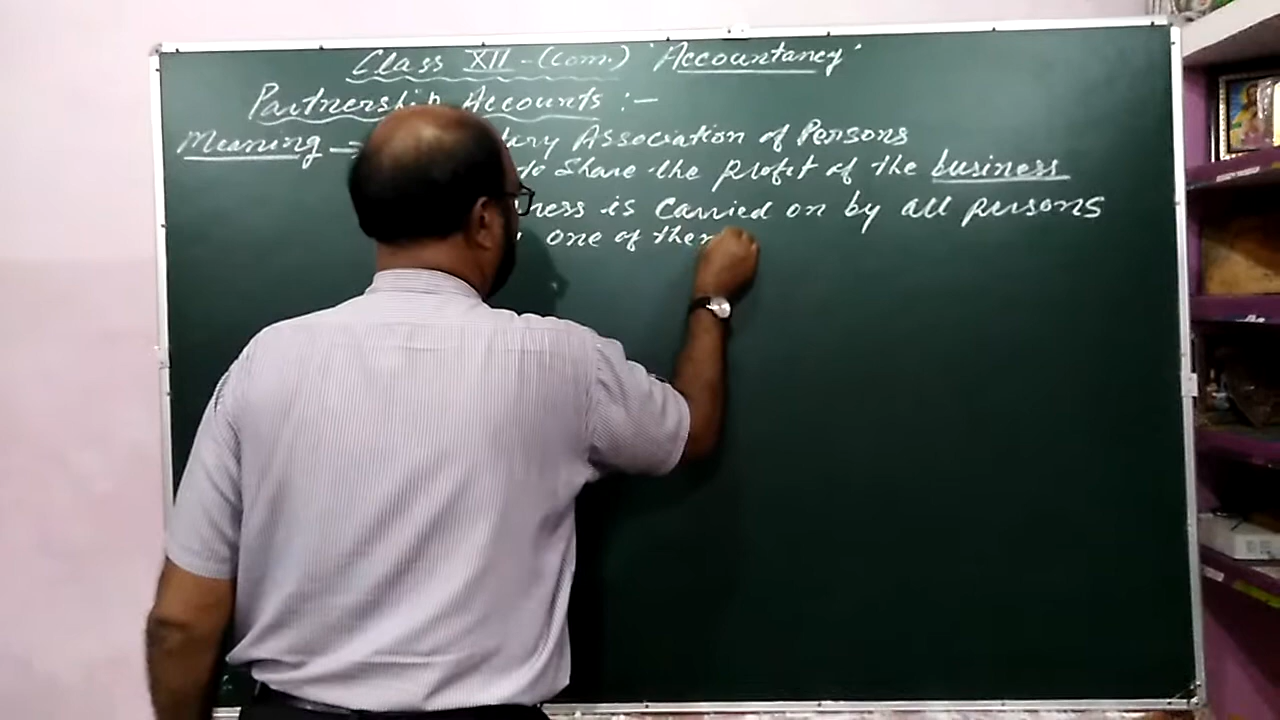 Class XII - (Com.) 'Accountancy'
Partnership Accounts :-
Meaning → Association of Persons
to Share the Profit of the business
is Carried on by all persons
one of them